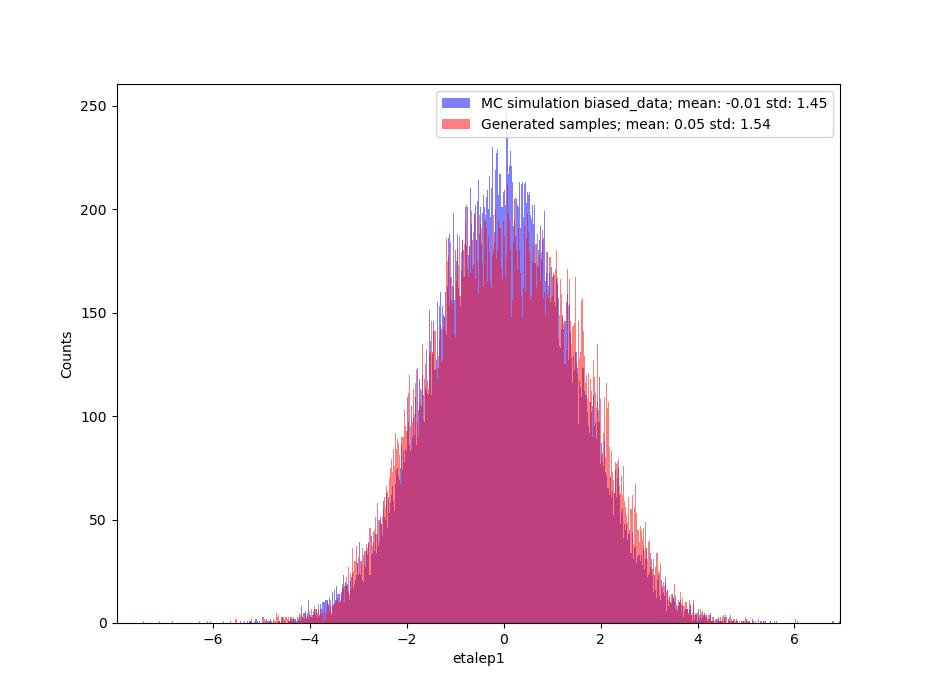 MC simulation biased_data; mean: -0.01 std: 1.45
Generated samples; mean: 0.05 std: 1.54
250
200
150
100
50
0
Counts
−6 −4 −2 0 2 4 6
etalep1